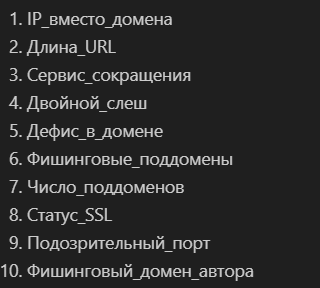 1. IP_вместо_домена
2. Длина_URL
3. Сервис_сокращения
4. Двойной_слеш
5. Дефис_в_домене
6. Фишинговые_поддомены
7. Число_поддоменов
8. Статус_SSL
9. Подозрительный_порт
10. Фишинговый_домен_автора